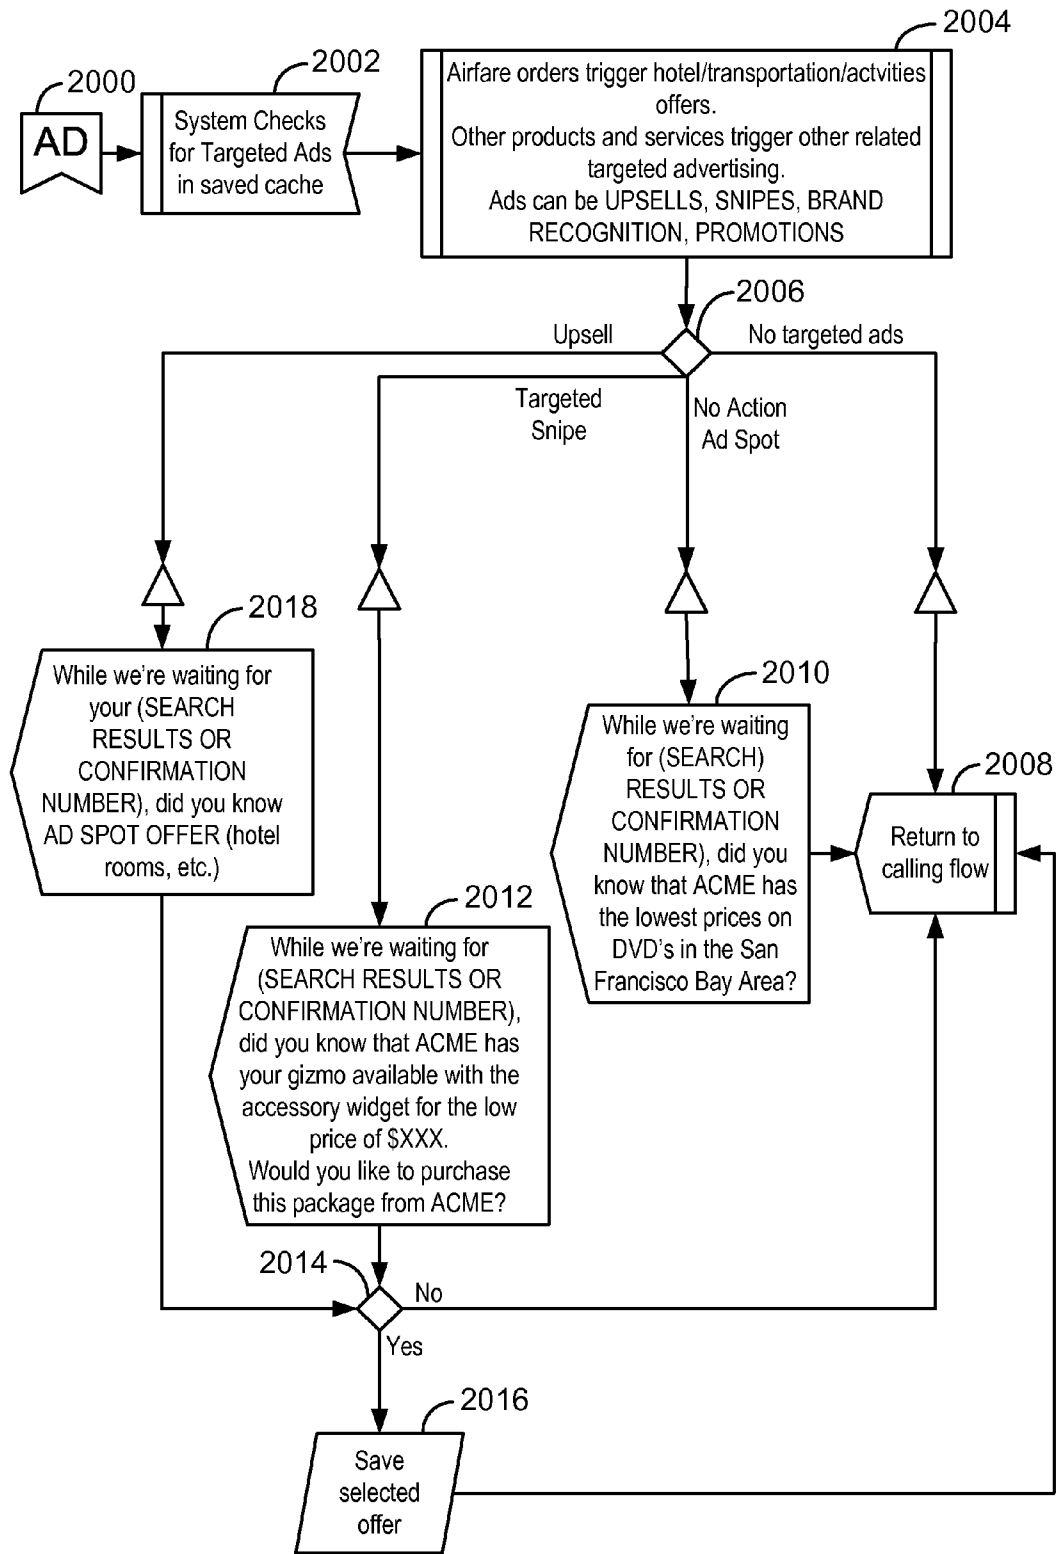 2004
2002
2000
AD
System Checks
for Targeted Ads
in saved cache
Airfare orders trigger hotel/transportation/actvities
offers.
Other products and services trigger other related
targeted advertising.
Ads can be UPSELLS, SNIPES, BRAND
RECOGNITION, PROMOTIONS
2006
Upsell
No targeted ads
Targeted
Snipe
No Action
Ad Spot
2018
While we're waiting for
your (SEARCH
RESULTS OR
CONFIRMATION
NUMBER), did you know
AD SPOT OFFER (hotel
rooms, etc.)
2010
While we're waiting
for (SEARCH)
RESULTS OR
CONFIRMATION
NUMBER), did you
know that ACME has
the lowest prices on
DVD's in the San
Francisco Bay Area?
2008
Return to
calling flow
2012
While we're waiting for
(SEARCH RESULTS OR
CONFIRMATION NUMBER),
did you know that ACME has
your gizmo available with the
accessory widget for the low
price of $XXX.
Would you like to purchase
this package from ACME?
2014
No
Yes
2016
Save
selected
offer